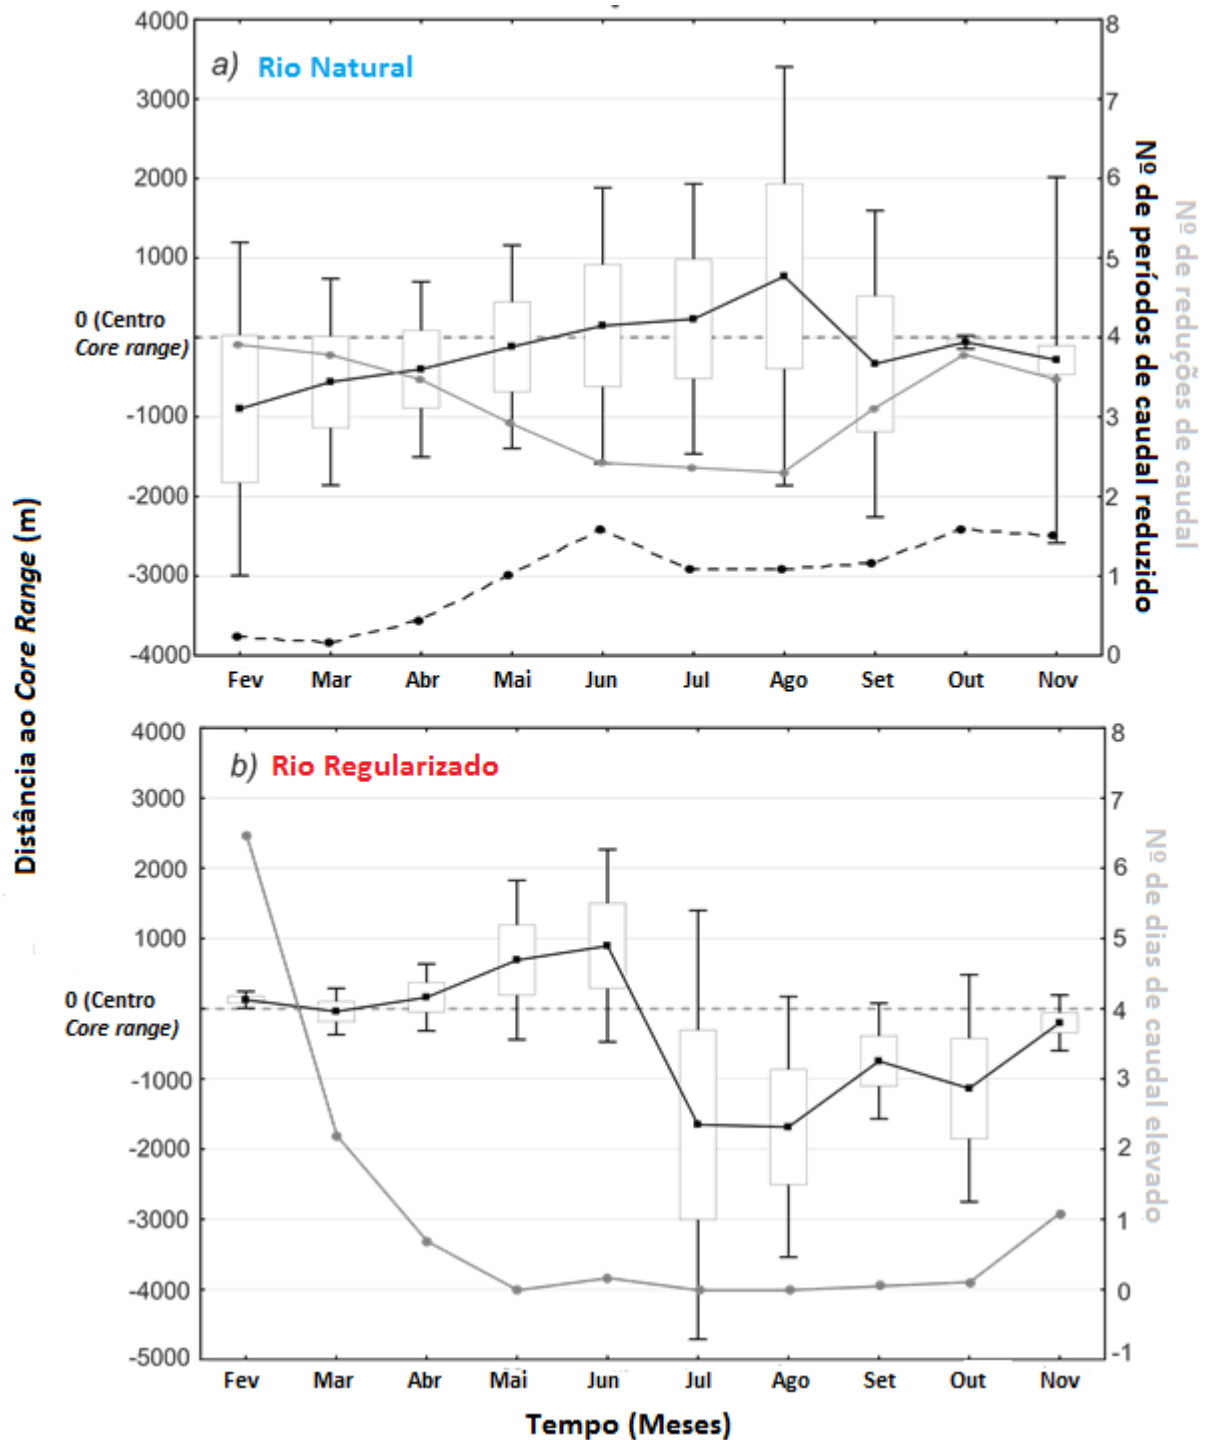 a) Rio Natural
4000
3000
2000
1000
0 (Centro
Core range)
-1000
-2000
-3000
-4000
8
7
6
5
4
3
2
1
0
Nº de períodos de caudal reduzido
Nº de reduções de caudal
Fev Mar Abr Mai Jun Jul Ago Set Out Nov
Distância ao Core Range (m)
b) Rio Regularizado
4000
3000
2000
1000
0 (Centro
Core range)
-1000
-2000
-3000
-4000
-5000
8
7
6
5
4
3
2
1
0
-1
Nº de dias de caudal elevado
Fev Mar Abr Mai Jun Jul Ago Set Out Nov
Tempo (Meses)